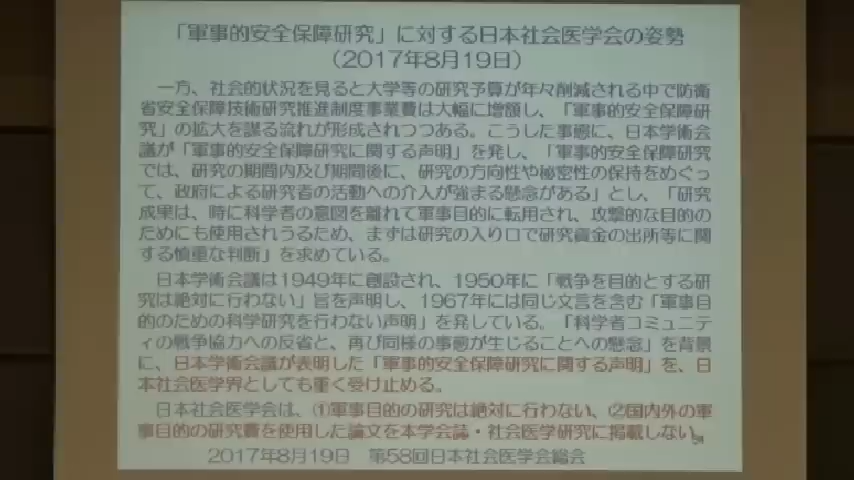 「軍事的安全保障研究」に対する日本社会医学会の姿勢
（2017年8月19日）
一方、社会的状況を見ると大学等の研究予算が年々削減される中で防衛
省安全保障技術研究推進制度事業費は大幅に増額し、「軍事的安全保障研
究」の拡大を謀る流れが形成されつつある。こうした事態に、日本学術会
議が「軍事的安全保障研究に関する声明」を発し、「軍事的安全保障研究
では、研究の期間内及び期間後に、研究の方向性や秘密性の保持をめぐっ
て、政府による研究者の活動への介入が強まる懸念がある」とし、「研究
成果は、時に科学者の意図を離れて軍事目的に転用され、攻撃的な目的の
ためにも使用されうるため、まずは研究の入り口で研究資金の出所等に関
する慎重な判断」を求めている。
日本学術会議は1949年に創設され、1950年に「戦争を目的とする研
究は絶対に行わない」旨を声明し、1967年には同じ文言を含む「軍事目
的のための科学研究を行わない声明」を発している。「科学者コミュニテ
ィの戦争協力への反省と、再び同様の事態が生じることへの懸念」を背景
に、日本学術会議が表明した「軍事的安全保障研究に関する声明」を、日
本社会医学界としても重く受け止める。
日本社会医学会は、①軍事目的の研究は絶対に行わない、②国内外の軍
事目的の研究費を使用した論文を本学会誌・社会医学研究に掲載しない。
2017年8月19日　第58回日本社会医学会総会